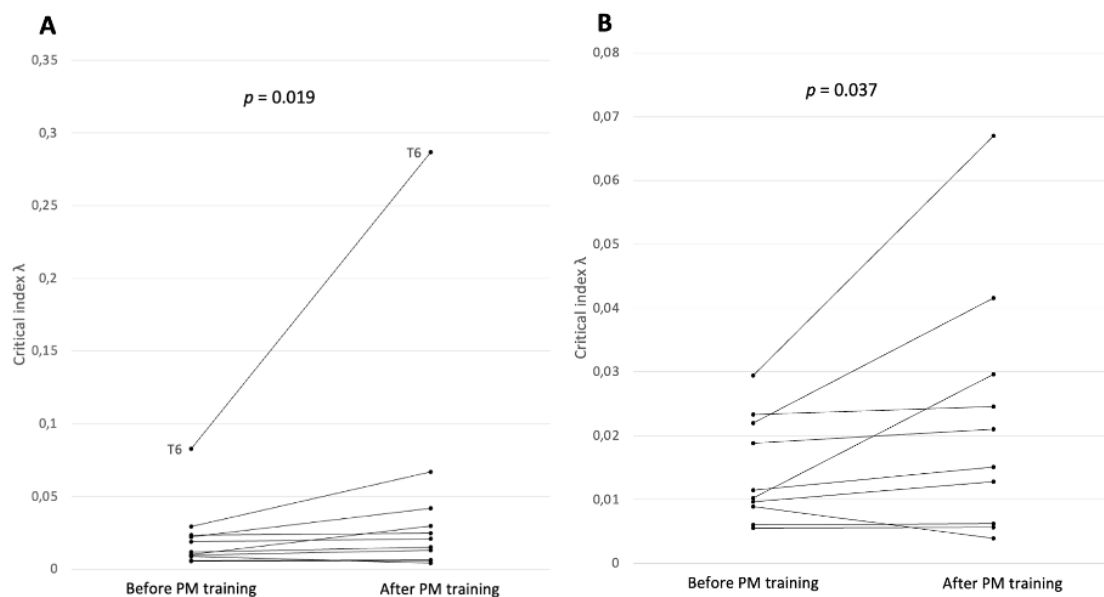 A
0,35
p = 0.019
0,3
T6
0,25
0,2
Critical index λ
0,15
0,1
T6
0,05
0
Before PM training
After PM training
B
0,08
p = 0.037
0,07
0,06
0,05
Critical index λ
0,04
0,03
0,02
0,01
0
Before PM training
After PM training